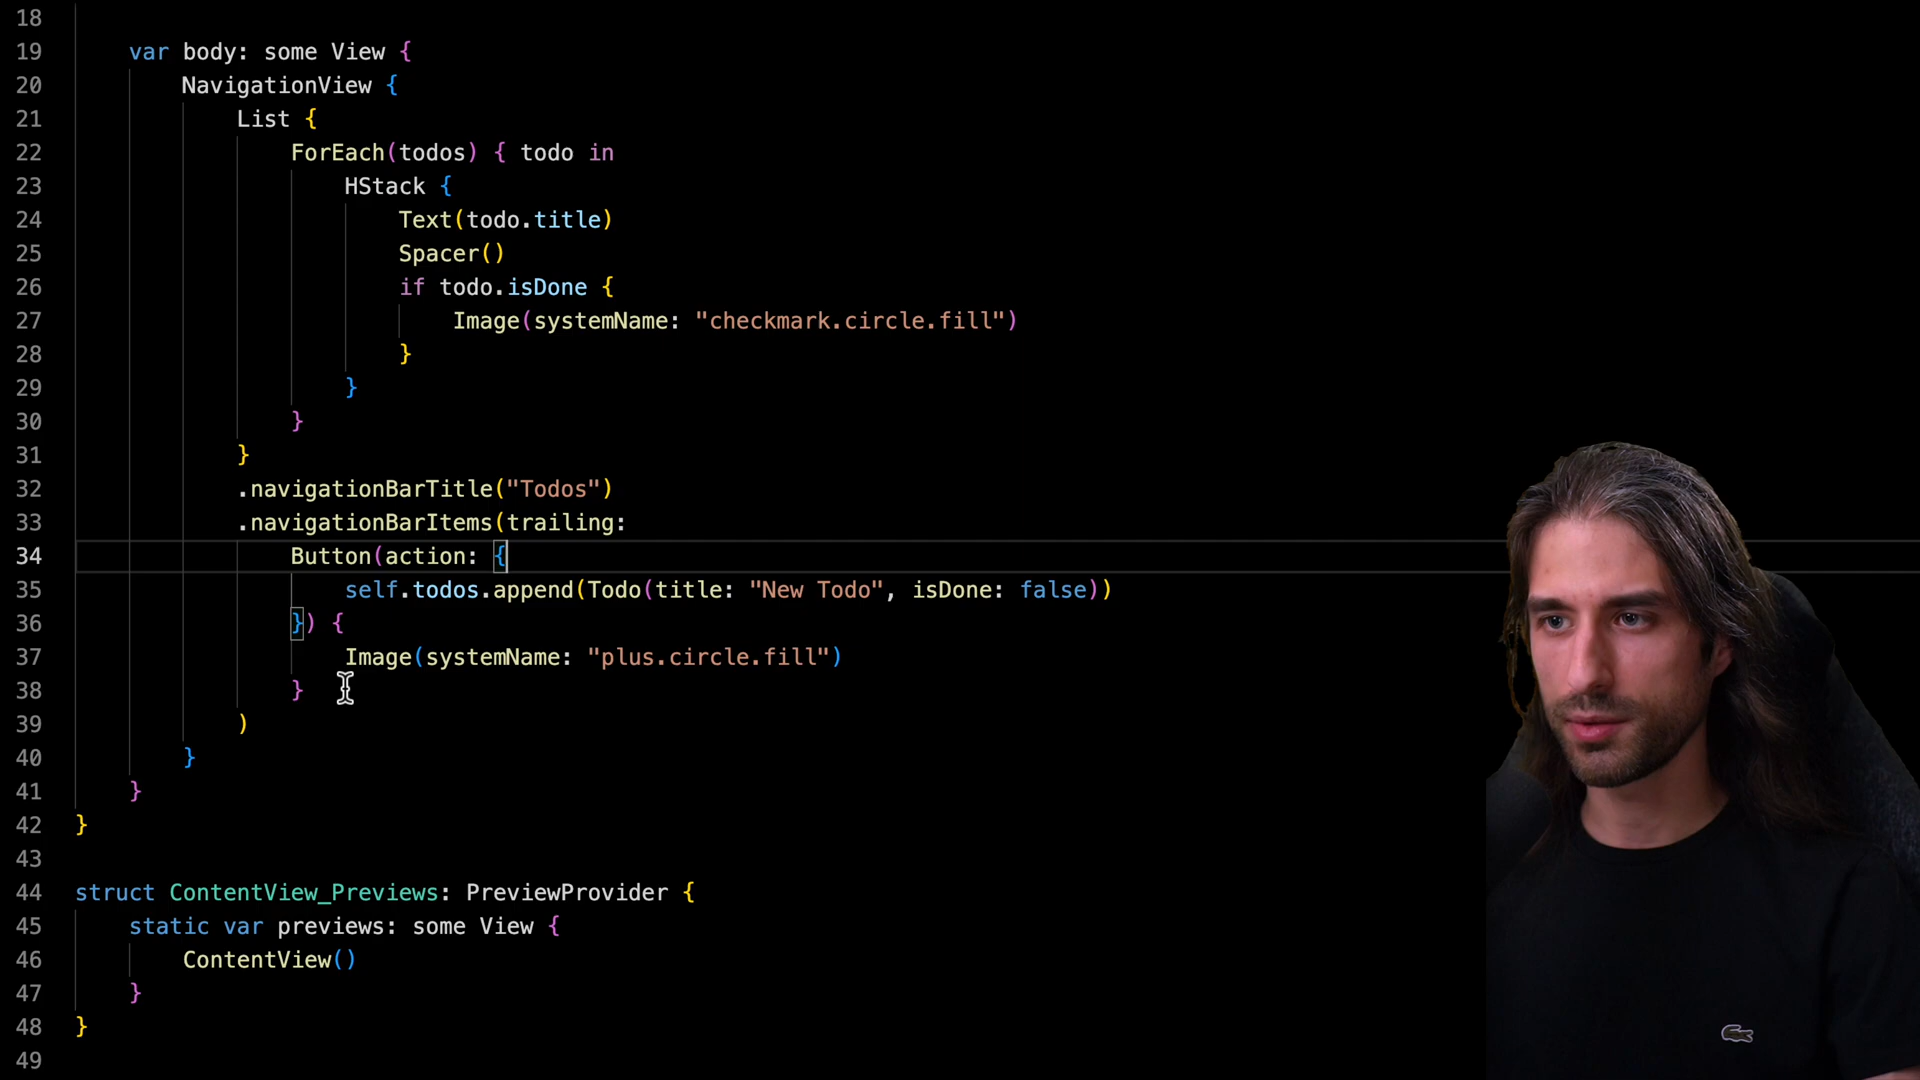 18
19 var body: some View {
20 NavigationView {
21 List {
22 ForEach(todos) { todo in
23 HStack {
24 Text(todo.title)
25 Spacer()
26 if todo.isDone {
27 Image(systemName: "checkmark.circle.fill")
28 }
29 }
30 }
31 }
32 .navigationBarTitle("Todos")
33 .navigationBarItems(trailing:
34 Button(action: {
35 self.todos.append(Todo(title: "New Todo", isDone: false))
36 }) {
37 Image(systemName: "plus.circle.fill")
38 }
39 )
40 }
41 }
42 }
43
44 struct ContentView_Previews: PreviewProvider {
45 static var previews: some View {
46 ContentView()
47 }
48 }
49